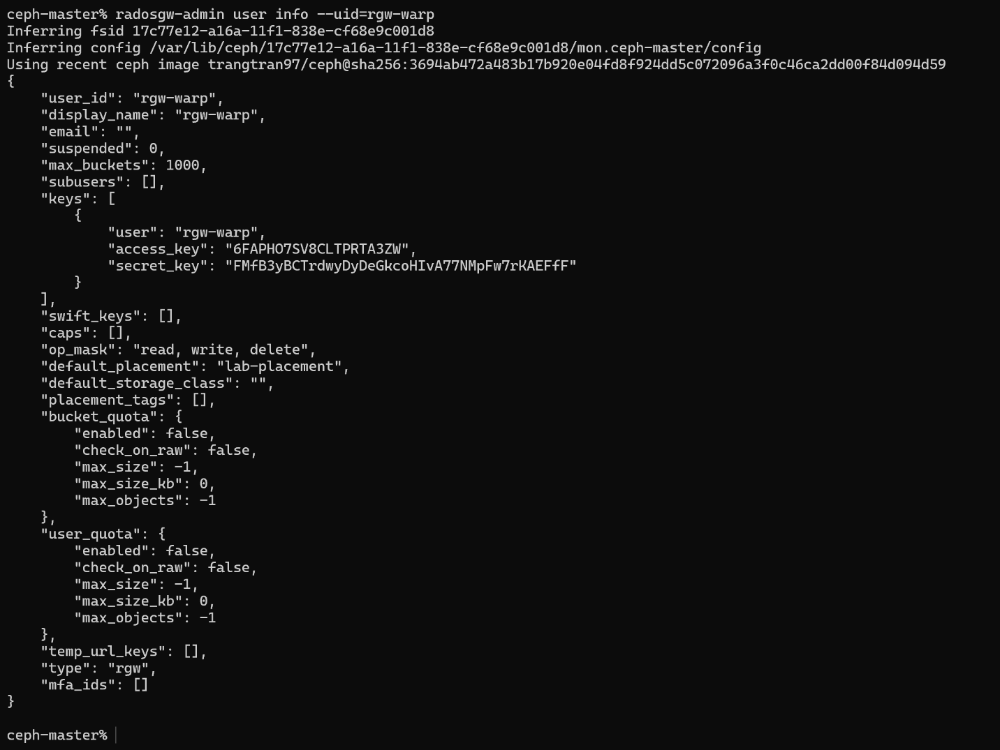 ceph-master% radosgw-admin user info --uid=rgw-warp
Inferring fsid 17c77e12-a16a-11f1-838e-cf68e9c001d8
Inferring config /var/lib/ceph/17c77e12-a16a-11f1-838e-cf68e9c001d8/mon.ceph-master/config
Using recent ceph image trangtran97/ceph@sha256:3694ab472a483b17b920e04fd8f924dd5c072096a3f0c46ca2dd00f84d094d59
{
    "user_id": "rgw-warp",
    "display_name": "rgw-warp",
    "email": "",
    "suspended": 0,
    "max_buckets": 1000,
    "subusers": [],
    "keys": [
        {
            "user": "rgw-warp",
            "access_key": "6FAPHO7SV8CLTPRTA3ZW",
            "secret_key": "FMfB3yBCTrdwyDyDeGkcoHIvA77NMpFw7rKAEFfF"
        }
    ],
    "swift_keys": [],
    "caps": [],
    "op_mask": "read, write, delete",
    "default_placement": "lab-placement",
    "default_storage_class": "",
    "placement_tags": [],
    "bucket_quota": {
        "enabled": false,
        "check_on_raw": false,
        "max_size": -1,
        "max_size_kb": 0,
        "max_objects": -1
    },
    "user_quota": {
        "enabled": false,
        "check_on_raw": false,
        "max_size": -1,
        "max_size_kb": 0,
        "max_objects": -1
    },
    "temp_url_keys": [],
    "type": "rgw",
    "mfa_ids": []
}
ceph-master%